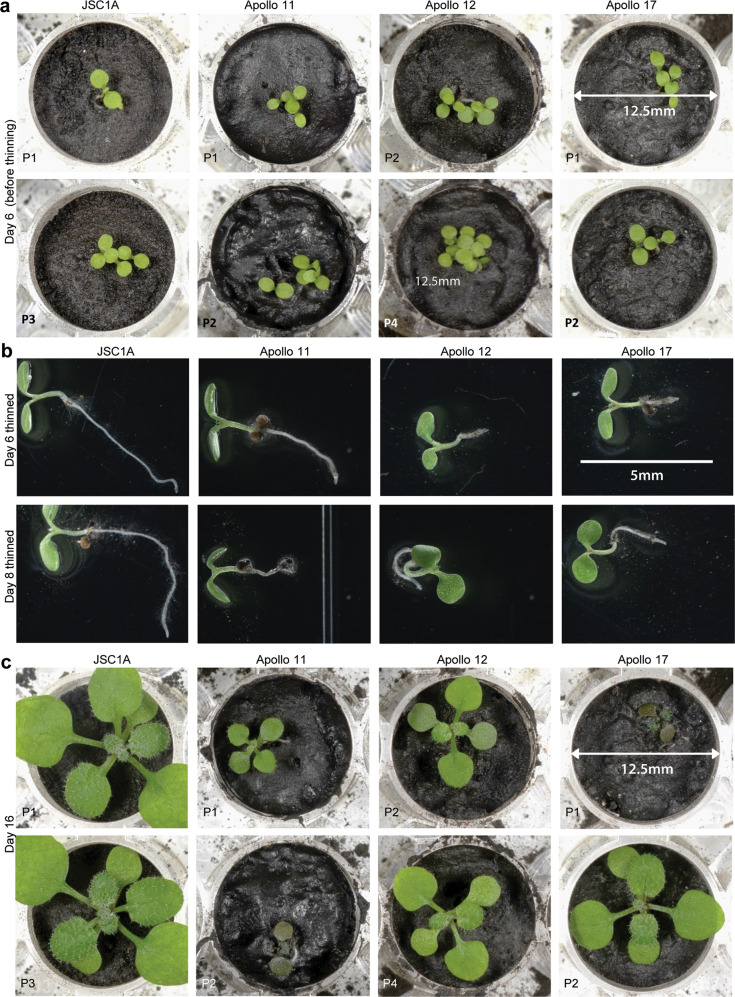 a
JSC1A Apollo 11 Apollo 12 Apollo 17
Day 6 (before thinning)
12.5mm
P1 P1 P2 P1
12.5mm
P3 P2 P4 P2
b
JSC1A Apollo 11 Apollo 12 Apollo 17
Day 6 thinned
5mm
Day 8 thinned
c
JSC1A Apollo 11 Apollo 12 Apollo 17
Day 16
12.5mm
P1 P1 P2 P1
P3 P2 P4 P2